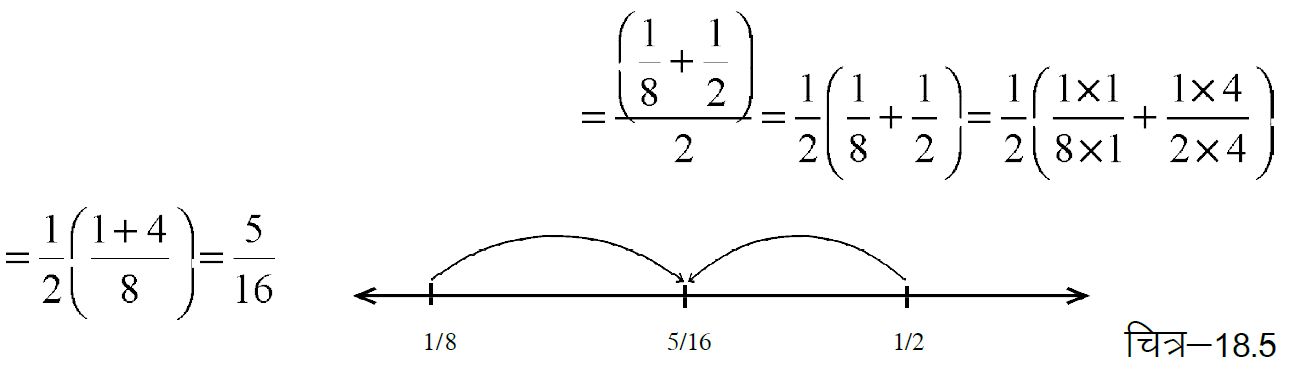 = (1/8 + 1/2)/2 = 1/2(1/8 + 1/2) = 1/2((1×1)/(8×1) + (1×4)/(2×4))
= 1/2((1+4)/8) = 5/16
1/8 5/16 1/2 चित्र–18.5